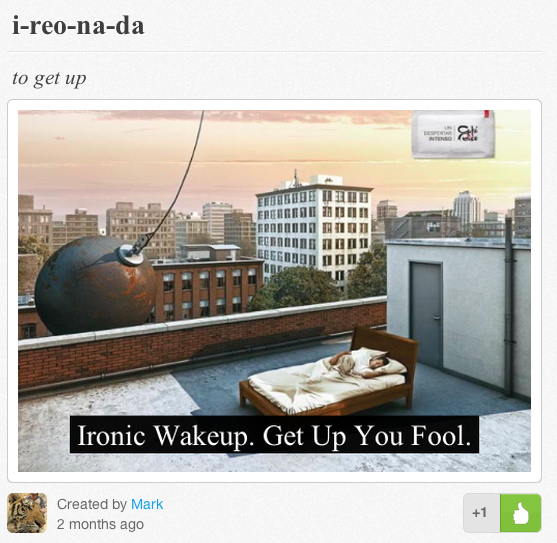 i-reo-na-da
to get up
UN
DESPERTAR
INTENSO
Ironic Wakeup. Get Up You Fool.
Created by Mark
2 months ago
+1